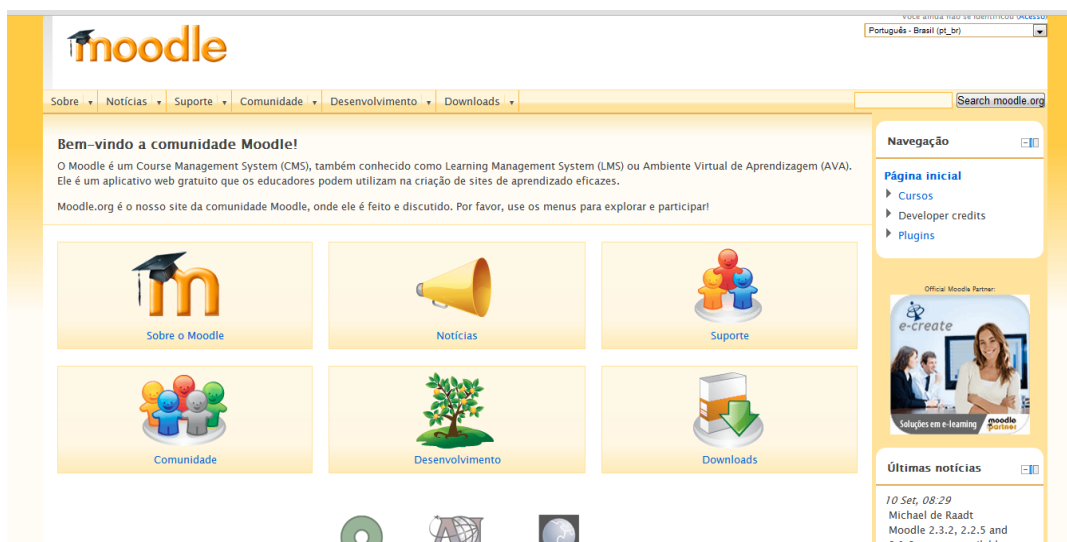 Você ainda não se identificou (Acesso)
moodle
Português - Brasil (pt_br)
Sobre Notícias Suporte Comunidade Desenvolvimento Downloads
Search moodle.org
Bem-vindo a comunidade Moodle!
O Moodle é um Course Management System (CMS), também conhecido como Learning Management System (LMS) ou Ambiente Virtual de Aprendizagem (AVA).
Ele é um aplicativo web gratuito que os educadores podem utilizam na criação de sites de aprendizado eficazes.
Moodle.org é o nosso site da comunidade Moodle, onde ele é feito e discutido. Por favor, use os menus para explorar e participar!
m
Sobre o Moodle
Notícias
Suporte
Comunidade
Desenvolvimento
Downloads
Navegação
Página inicial
Cursos
Developer credits
Plugins
Official Moodle Partner:
e-create
Soluções em e-learning
moodle
Partner
Últimas notícias
10 Set, 08:29
Michael de Raadt
Moodle 2.3.2, 2.2.5 and